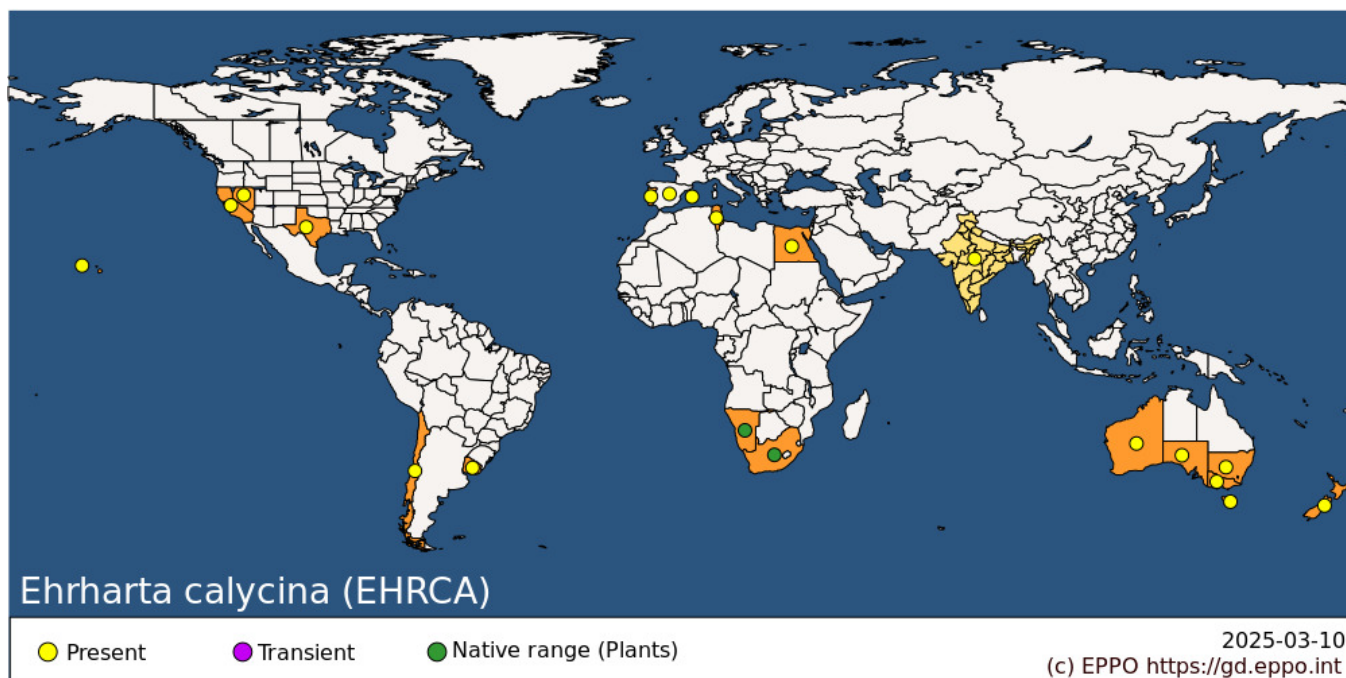 Ehrharta calycina (EHRCA)
Present
Transient
Native range (Plants)
2025-03-10
(c) EPPO https://gd.eppo.int